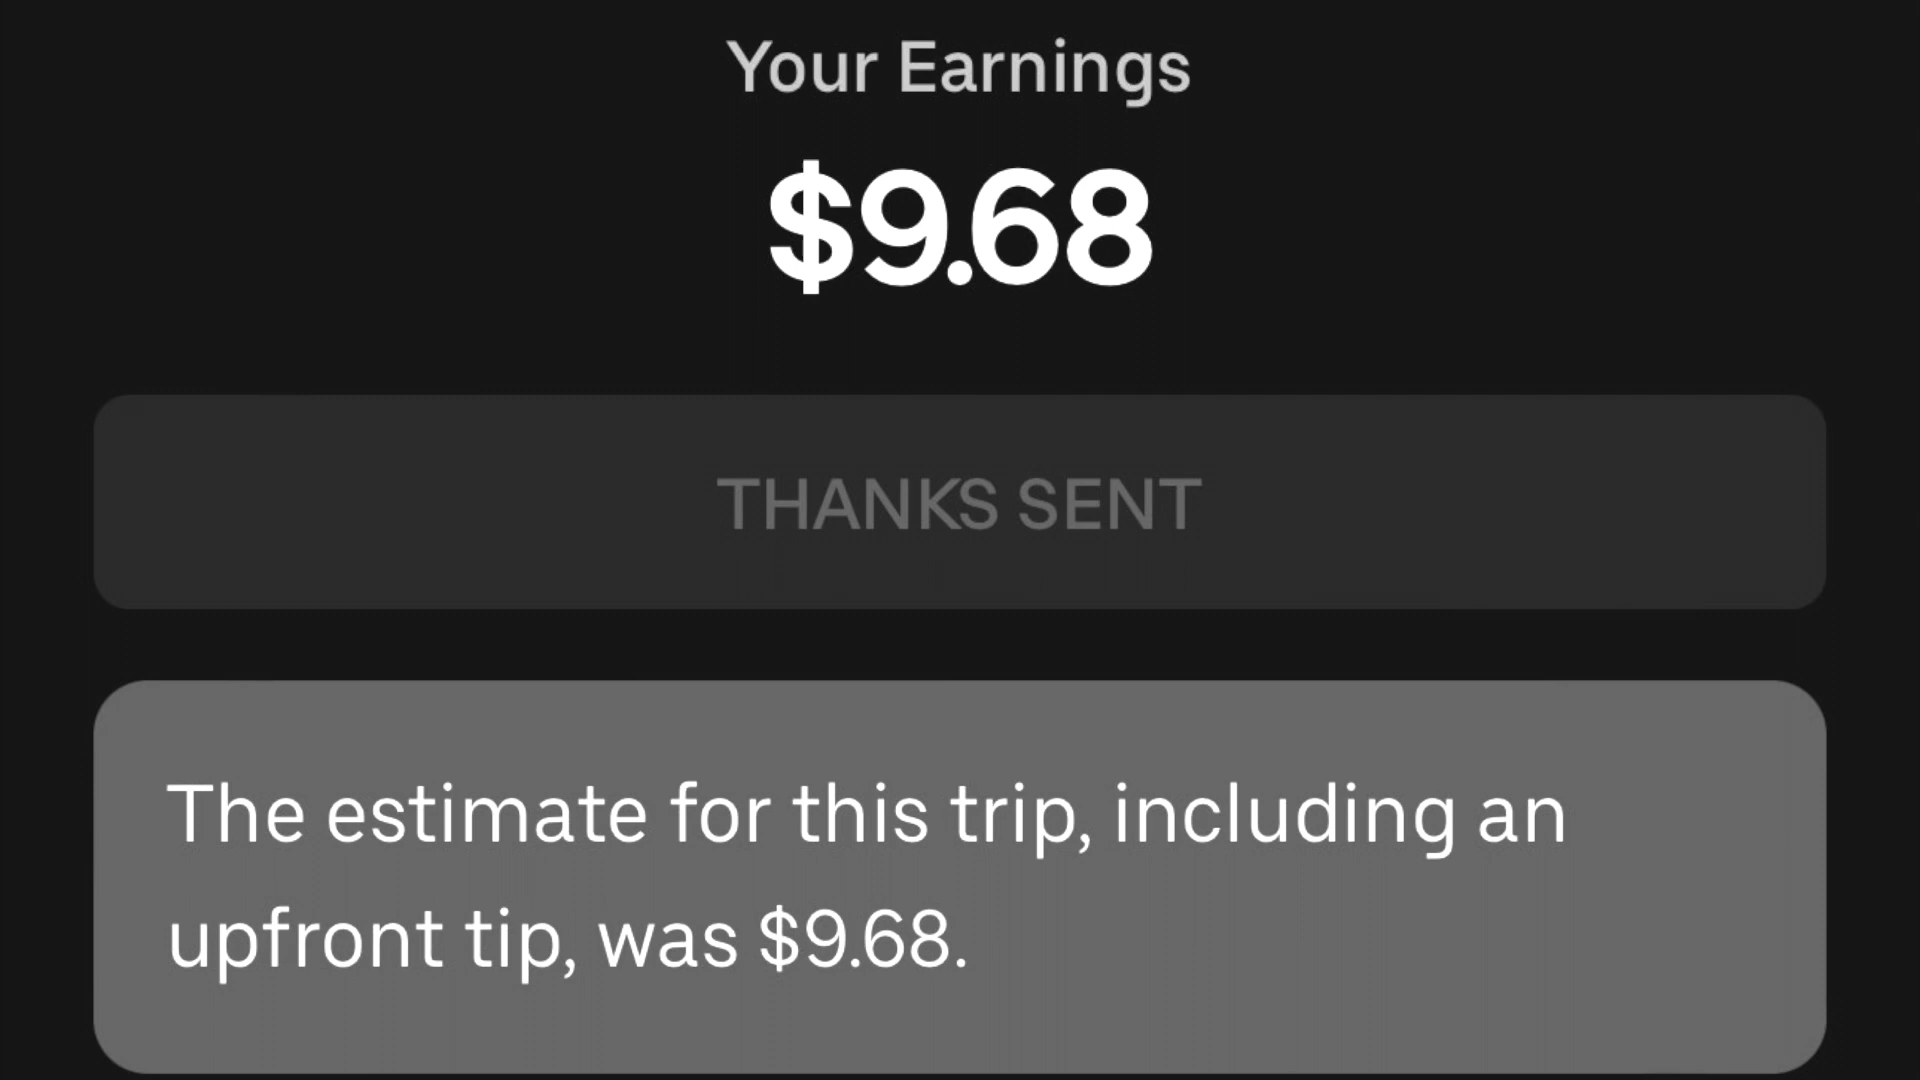 Your Earnings
$9.68
THANKS SENT
The estimate for this trip, including an
upfront tip, was $9.68.